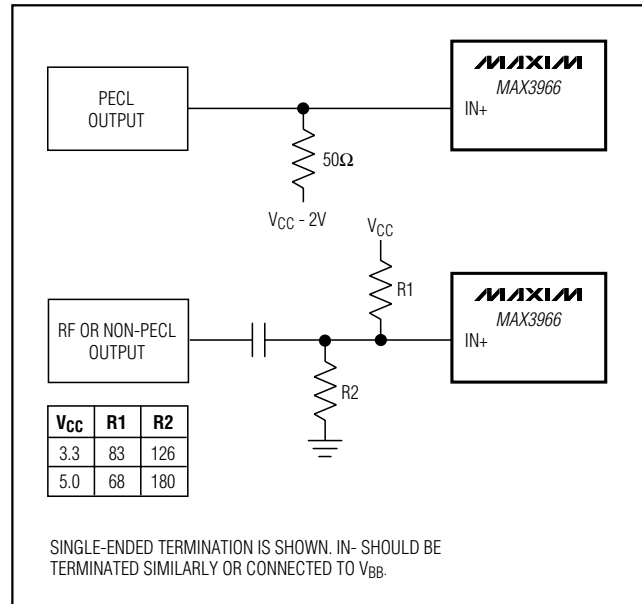 PECL
OUTPUT
MAXIM
MAX3966
IN+
50Ω
VCC - 2V
VCC
R1
RF OR NON-PECL
OUTPUT
MAXIM
MAX3966
IN+
R2
VCC R1 R2
3.3 83 126
5.0 68 180
SINGLE-ENDED TERMINATION IS SHOWN. IN- SHOULD BE
TERMINATED SIMILARLY OR CONNECTED TO VBB.